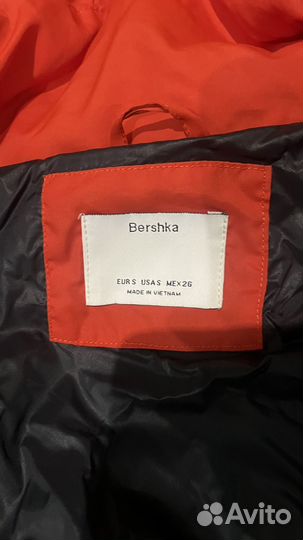 Bershka
EUR S USA S MEX 26
MADE IN VIETNAM
Avito